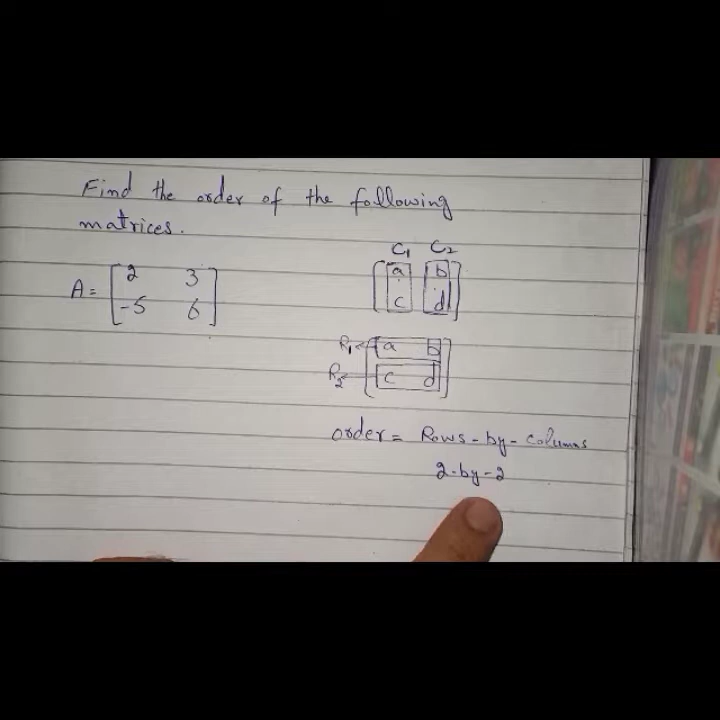 Find the order of the following
matrices.
A = [ 2 3
-5 6 ]
C1 C2
[ a b
c d ]
R1 ← [ a b
R2 ← c d ]
order = Rows-by-columns
2-by-2